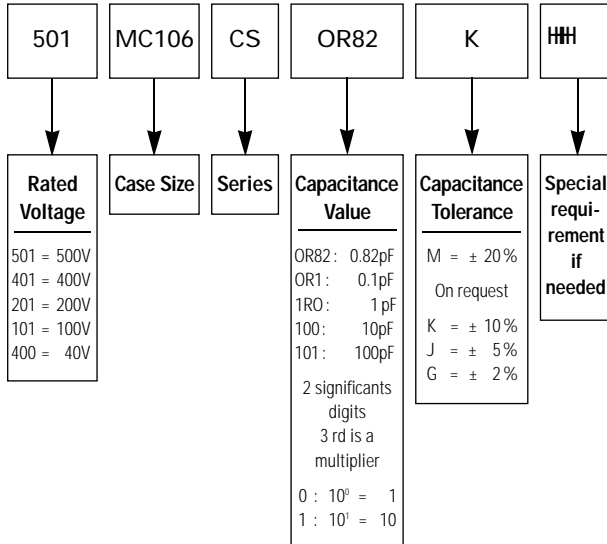 501 MC106 CS OR82 K
Rated
Voltage
501 = 500V
401 = 400V
201 = 200V
101 = 100V
400 = 40V
Case Size
Series
Capacitance
Value
OR82: 0.82pF
OR1: 0.1pF
1RO: 1pF
100: 10pF
101: 100pF
2 significants
digits
3 rd is a
multiplier
0 : 10⁰ = 1
1 : 10¹ = 10
Capacitance
Tolerance
M = ± 20%
On request
K = ± 10%
J = ± 5%
G = ± 2%
Special
requi-
rement
if
needed